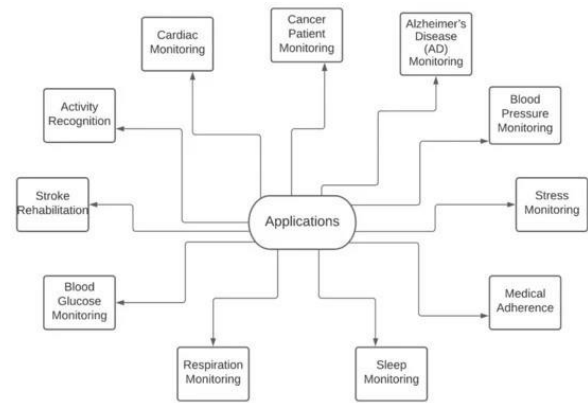 Cardiac
Monitoring
Cancer
Patient
Monitoring
Alzheimer's
Disease
(AD)
Monitoring
Activity
Recognition
Blood
Pressure
Monitoring
Stroke
Rehabilitation
Applications
Stress
Monitoring
Blood
Glucose
Monitoring
Medical
Adherence
Respiration
Monitoring
Sleep
Monitoring